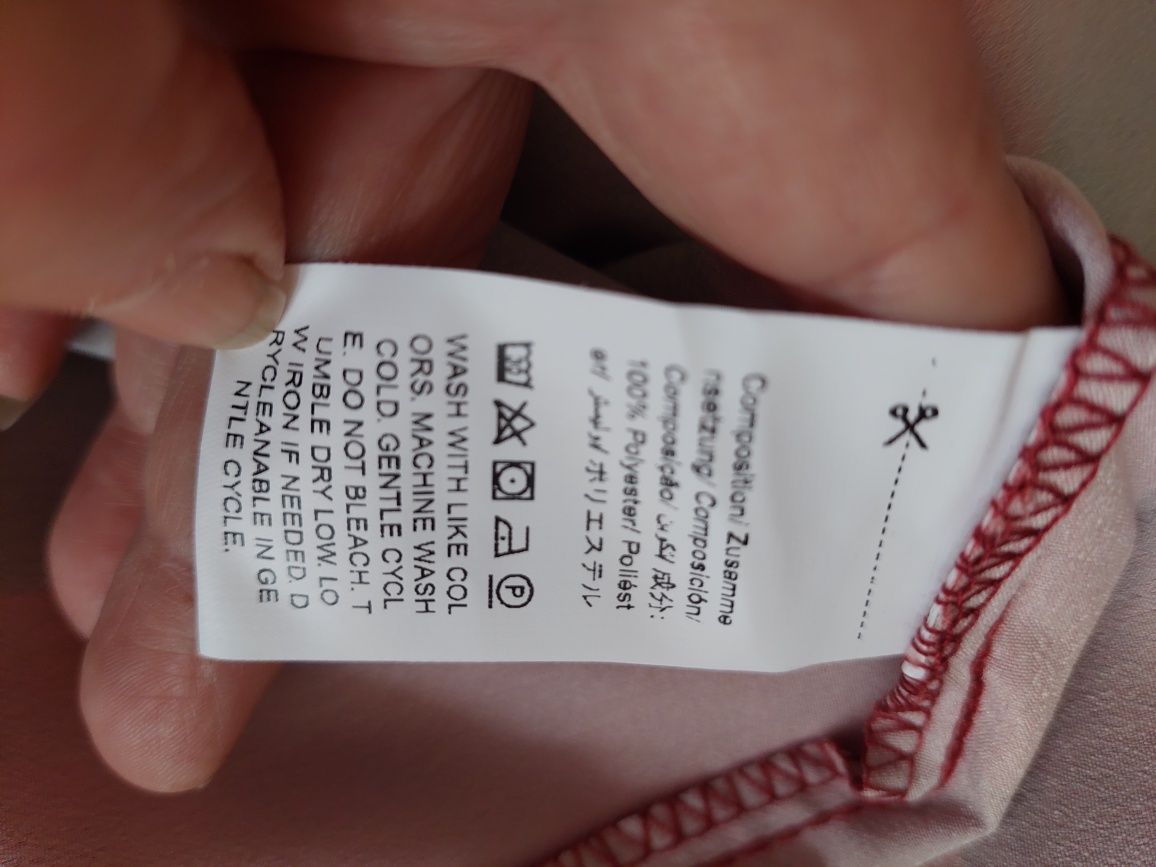 Composition/ Zusamme
nsetzung/ Composición/
Composição/ تكوين /成分:
100% Polyester/ Poliést
er/ بوليستر /ポリエステル
30
P
WASH WITH LIKE COL
ORS. MACHINE WASH
COLD. GENTLE CYCL
E. DO NOT BLEACH. T
UMBLE DRY LOW. LO
W IRON IF NEEDED. D
RYCLEANABLE IN GE
NTLE CYCLE.